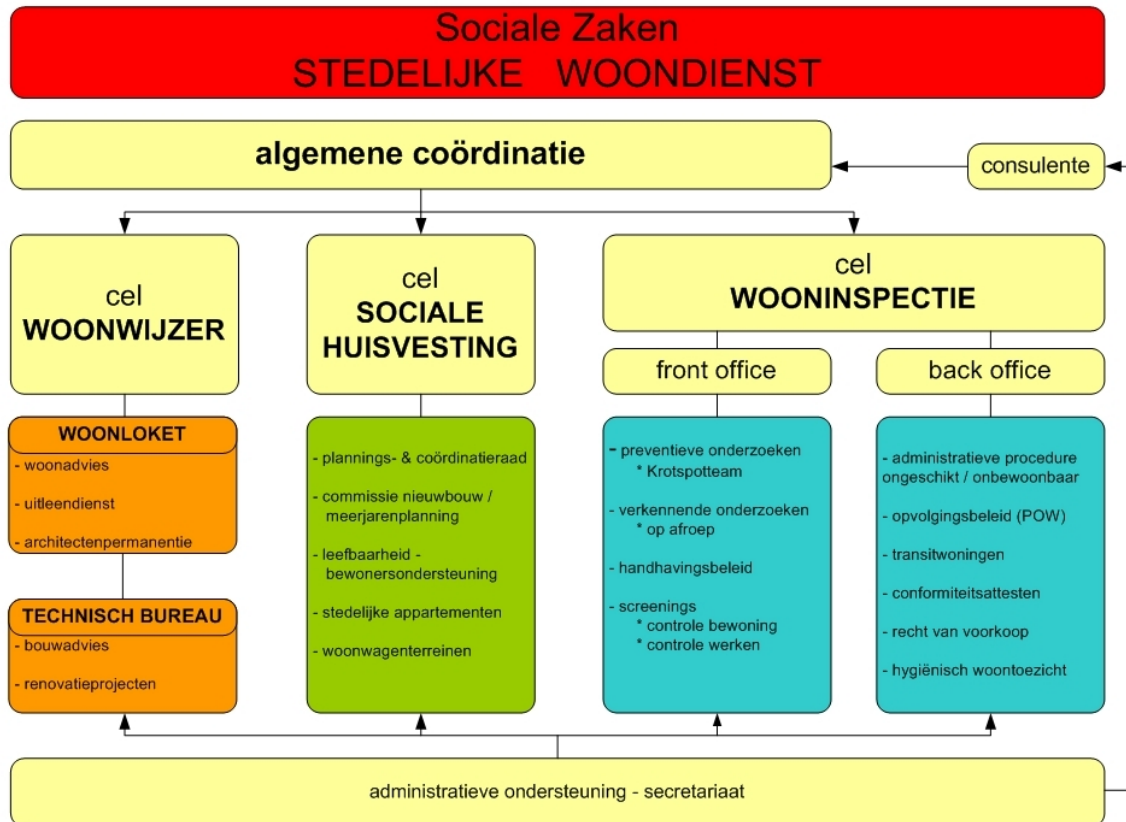 Sociale Zaken
STEDELIJKE WOONDIENST
algemene coördinatie
consulente
cel
WOONWIJZER
cel
SOCIALE
HUISVESTING
cel
WOONINSPECTIE
front office
back office
WOONLOKET
- woonadvies
- uitleendienst
- architectenpermanentie
TECHNISCH BUREAU
- bouwadvies
- renovatieprojecten
- plannings- & coördinatieraad
- commissie nieuwbouw /
meerjarenplanning
- leefbaarheid -
bewonersondersteuning
- stedelijke appartementen
- woonwagenterreinen
- preventieve onderzoeken
* Krotspotteam
- verkennende onderzoeken
* op afroep
- handhavingsbeleid
- screenings
* controle bewoning
* controle werken
- administratieve procedure
ongeschikt / onbewoonbaar
- opvolgingsbeleid (POW)
- transitwoningen
- conformiteitsattesten
- recht van voorkoop
- hygiënisch woontoezicht
administratieve ondersteuning - secretariaat